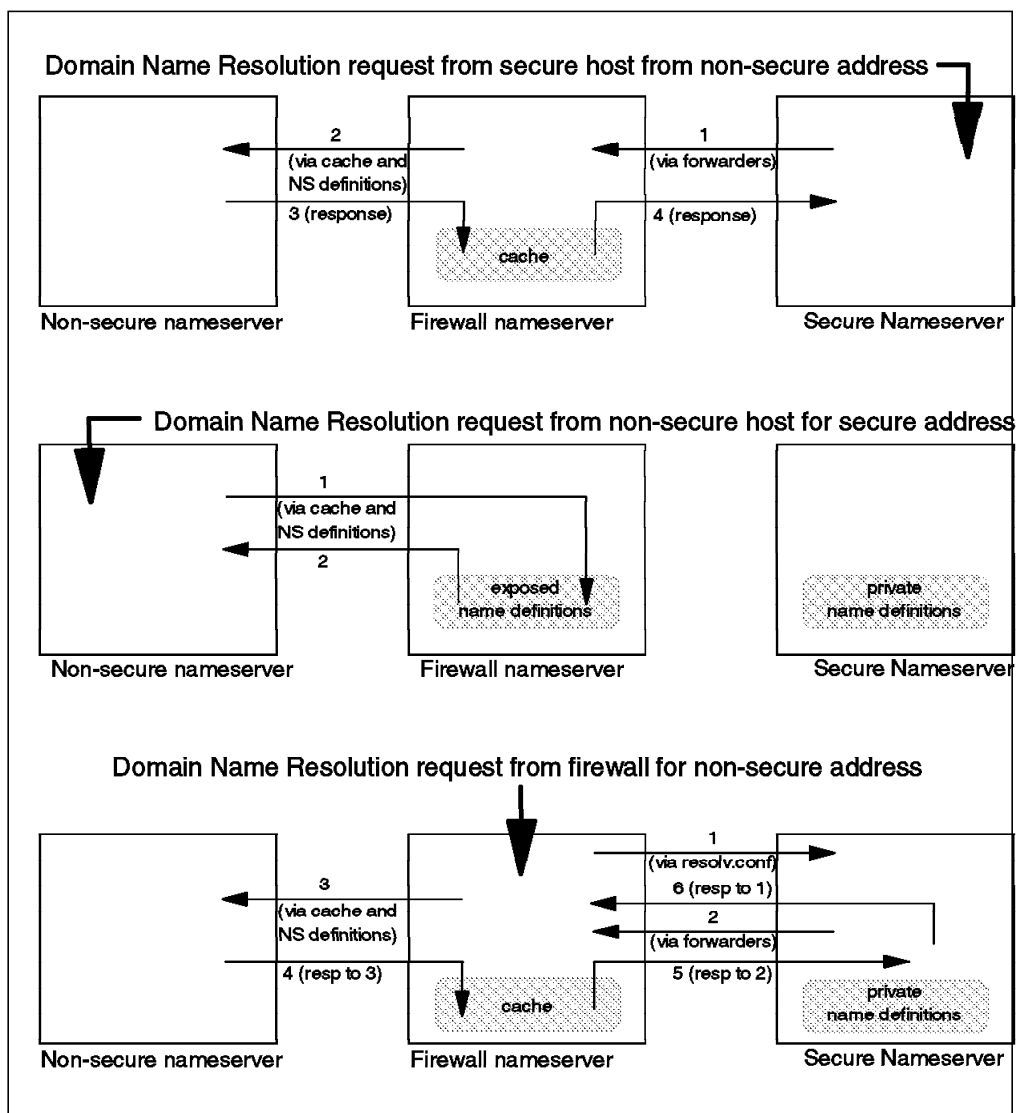 Domain Name Resolution request from secure host from non-secure address
2
(via cache and
NS definitions)
3 (response)
1
(via forwarders)
4 (response)
cache
Non-secure nameserver
Firewall nameserver
Secure Nameserver
Domain Name Resolution request from non-secure host for secure address
1
(via cache and
NS definitions)
2
exposed
name definitions
private
name definitions
Non-secure nameserver
Firewall nameserver
Secure Nameserver
Domain Name Resolution request from firewall for non-secure address
3
(via cache and
NS definitions)
4 (resp to 3)
1
(via resolv.conf)
6 (resp to 1)
2
(via forwarders)
5 (resp to 2)
cache
private
name definitions
Non-secure nameserver
Firewall nameserver
Secure Nameserver